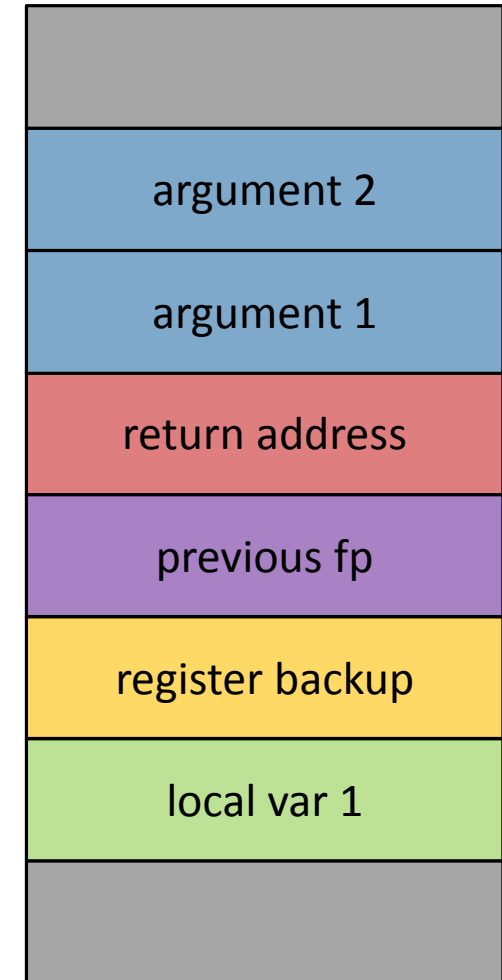 argument 2
argument 1
return address
previous fp
register backup
local var 1